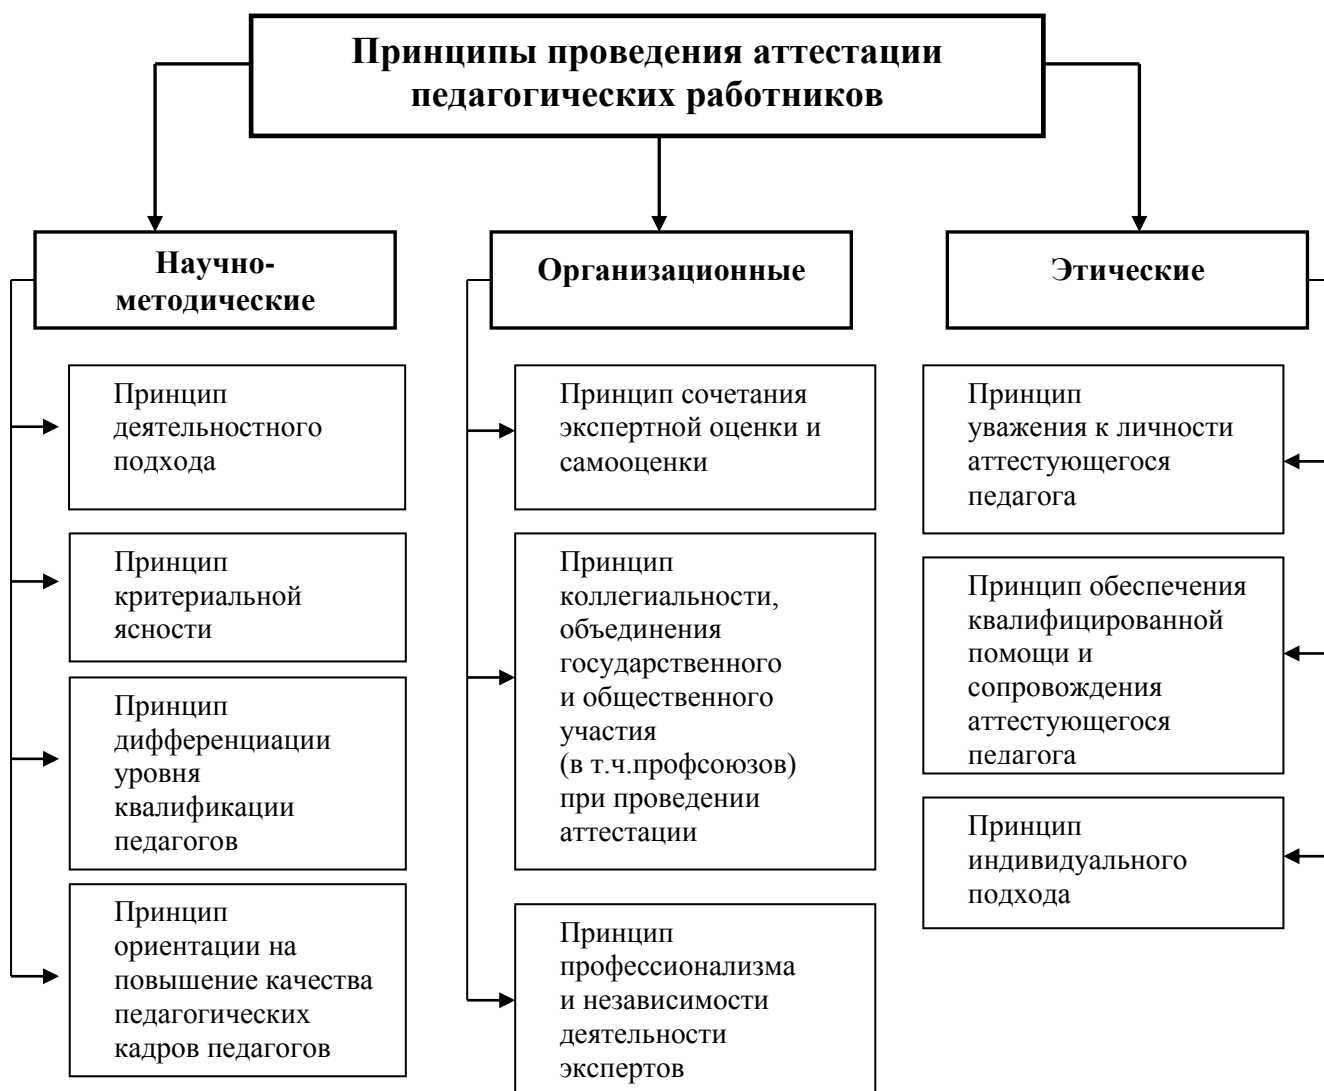 Принципы проведения аттестации
педагогических работников
Научно-
методические
Принцип
деятельностного
подхода
Принцип
критериальной
ясности
Принцип
дифференциации
уровня
квалификации
педагогов
Принцип
ориентации на
повышение качества
педагогических
кадров педагогов
Организационные
Принцип сочетания
экспертной оценки и
самооценки
Принцип
коллегиальности,
объединения
государственного
и общественного
участия
(в т.ч.профсоюзов)
при проведении
аттестации
Принцип
профессионализма
и независимости
деятельности
экспертов
Этические
Принцип
уважения к личности
аттестующегося
педагога
Принцип обеспечения
квалифицированной
помощи и
сопровождения
аттестующегося
педагога
Принцип
индивидуального
подхода